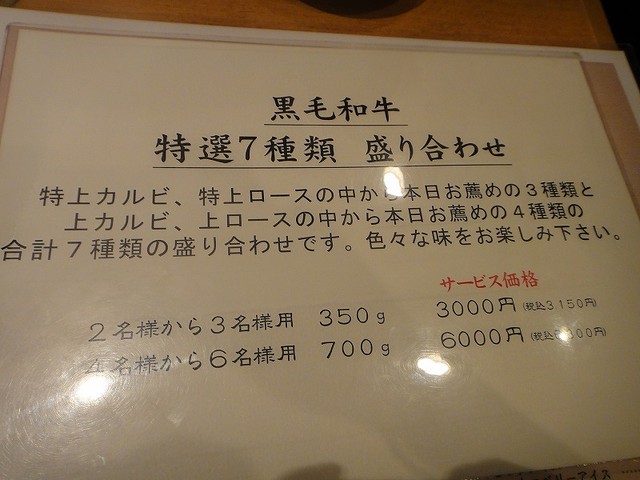 黒毛和牛
特選7種類 盛り合わせ
特上カルビ、特上ロースの中から本日お薦めの3種類と
上カルビ、上ロースの中から本日お薦めの4種類の
合計7種類の盛り合わせです。色々な味をお楽しみ下さい。
サービス価格
2名様から3名様用 350g 3000円 (税込3,150円)
4名様から6名様用 700g 6000円
リーアイス